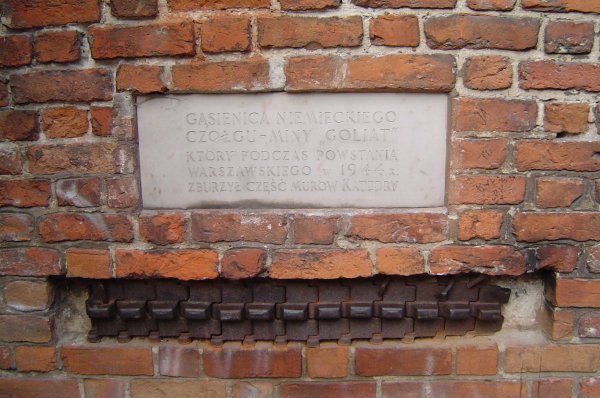 GĄSIENICA NIEMIECKIEGO
CZOŁGU-MINY „GOLIAT”
KTÓRY PODCZAS POWSTANIA
WARSZAWSKIEGO W 1944 R.
ZBURZYŁ CZĘŚĆ MURÓW KATEDRY